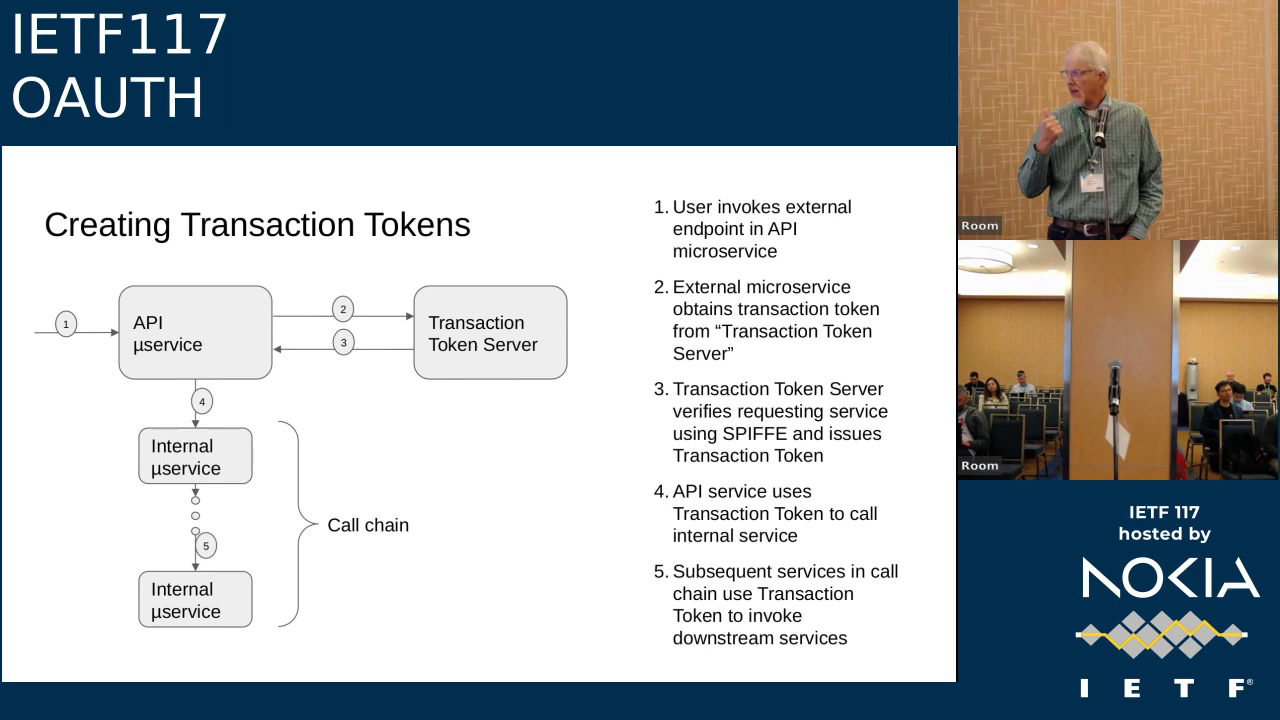 IETF117
OAUTH
Creating Transaction Tokens
1
API
µservice
2
3
Transaction
Token Server
4
Internal
µservice
5
Internal
µservice
Call chain
1. User invokes external
endpoint in API
microservice
2. External microservice
obtains transaction token
from “Transaction Token
Server”
3. Transaction Token Server
verifies requesting service
using SPIFFE and issues
Transaction Token
4. API service uses
Transaction Token to call
internal service
5. Subsequent services in call
chain use Transaction
Token to invoke
downstream services
Room
Room
IETF 117
hosted by
NOKIA
I E T F®